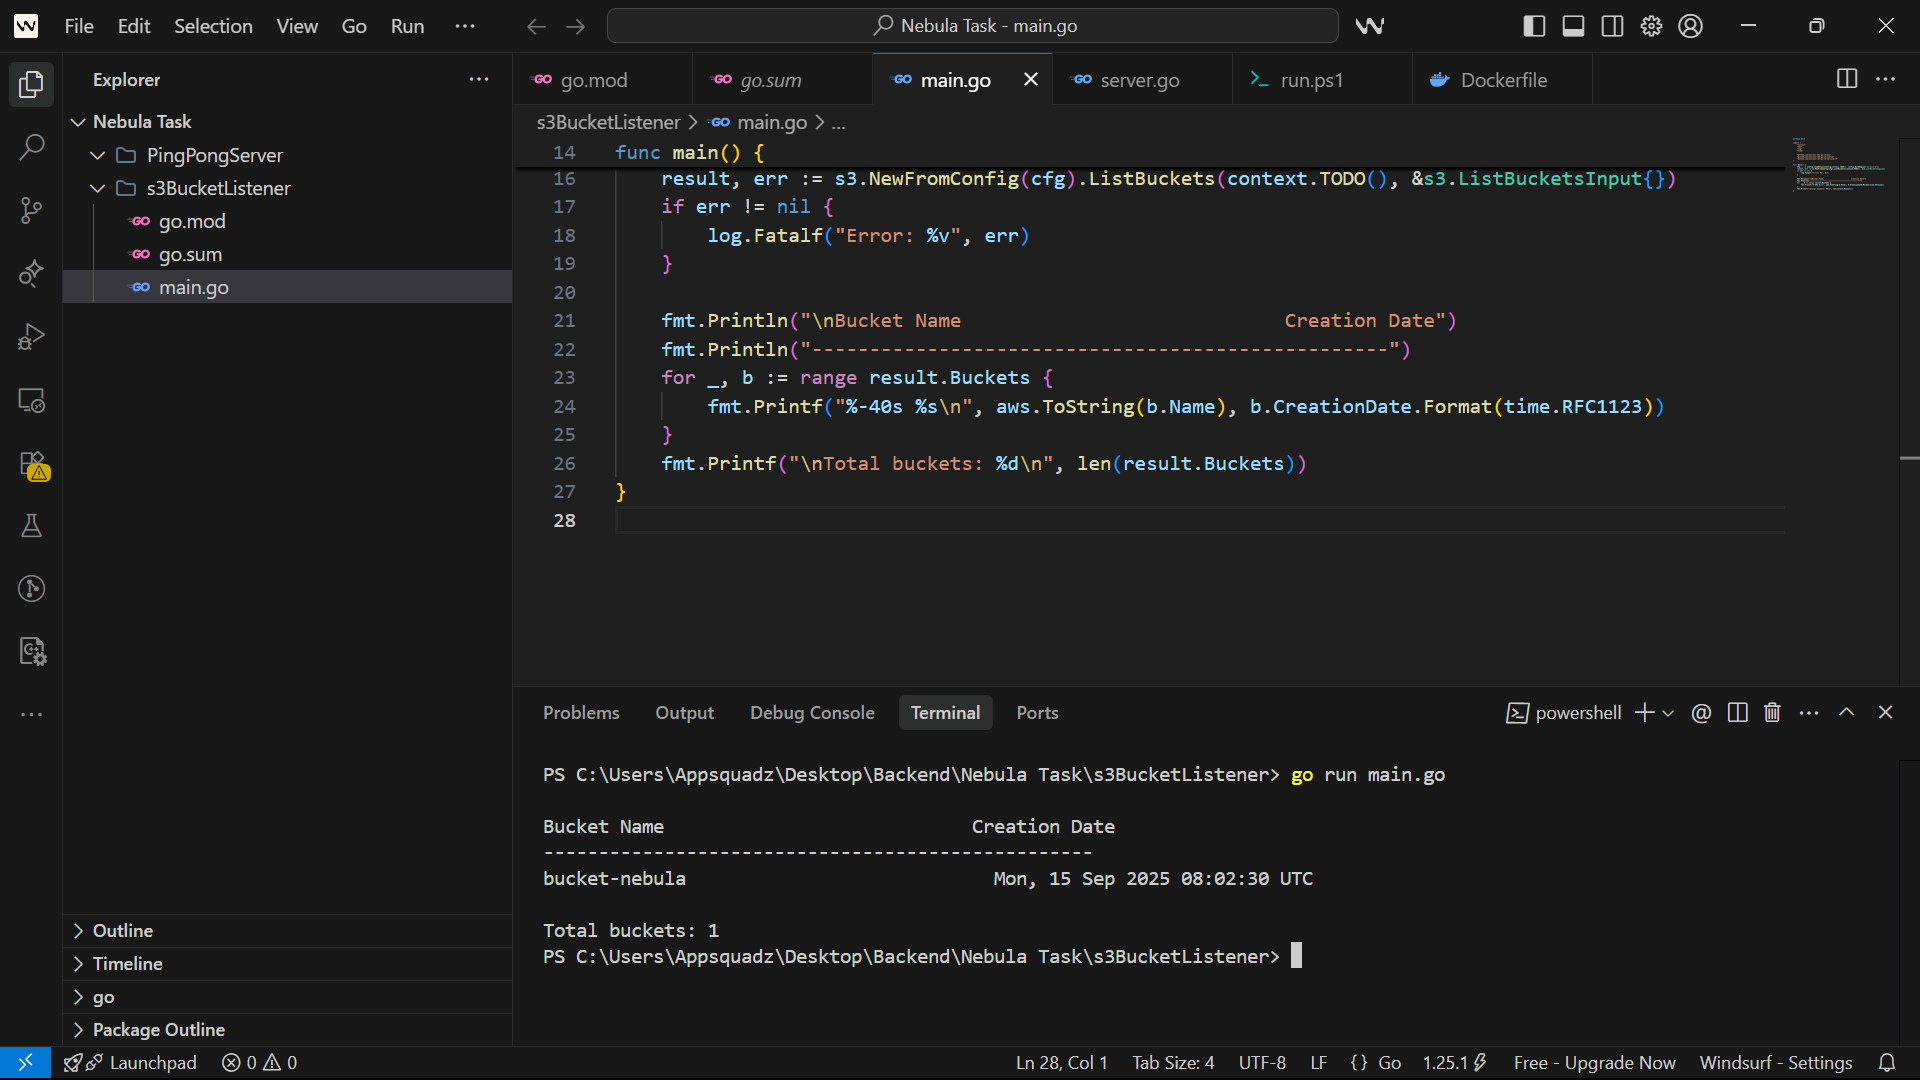 File Edit Selection View Go Run ···
Nebula Task - main.go
Explorer
Nebula Task
PingPongServer
s3BucketListener
go.mod
go.sum
main.go
Outline
Timeline
go
Package Outline
go.mod go.sum main.go server.go run.ps1 Dockerfile
s3BucketListener > main.go > ...
14 func main() {
16 result, err := s3.NewFromConfig(cfg).ListBuckets(context.TODO(), &s3.ListBucketsInput{})
17 if err != nil {
18 log.Fatalf("Error: %v", err)
19 }
20
21 fmt.Println("\nBucket Name                            Creation Date")
22 fmt.Println("--------------------------------------------------")
23 for _, b := range result.Buckets {
24 fmt.Printf("%-40s %s\n", aws.ToString(b.Name), b.CreationDate.Format(time.RFC1123))
25 }
26 fmt.Printf("\nTotal buckets: %d\n", len(result.Buckets))
27 }
28
Problems Output Debug Console Terminal Ports
powershell
PS C:\Users\Appsquadz\Desktop\Backend\Nebula Task\s3BucketListener> go run main.go
Bucket Name                            Creation Date
--------------------------------------------------
bucket-nebula                            Mon, 15 Sep 2025 08:02:30 UTC
Total buckets: 1
PS C:\Users\Appsquadz\Desktop\Backend\Nebula Task\s3BucketListener>
Launchpad 0 0
Ln 28, Col 1 Tab Size: 4 UTF-8 LF {} Go 1.25.1 Free - Upgrade Now Windsurf - Settings